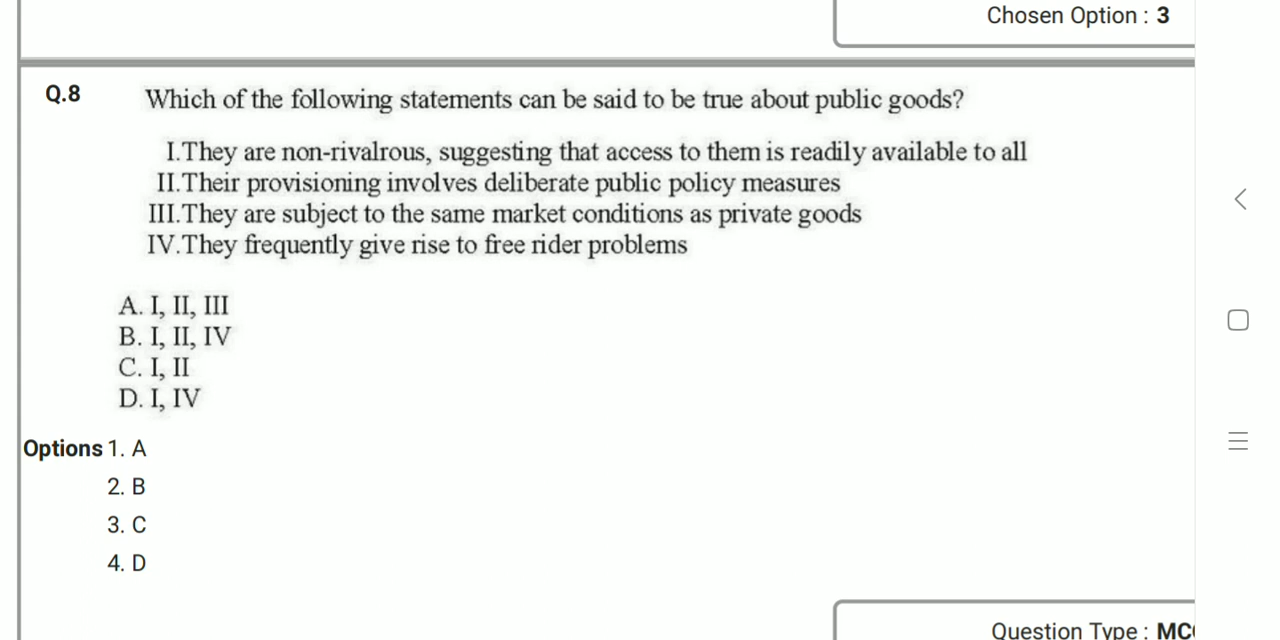 Chosen Option : 3
Q.8 Which of the following statements can be said to be true about public goods?
I.They are non-rivalrous, suggesting that access to them is readily available to all
II.Their provisioning involves deliberate public policy measures
III.They are subject to the same market conditions as private goods
IV.They frequently give rise to free rider problems
A. I, II, III
B. I, II, IV
C. I, II
D. I, IV
Options 1. A
2. B
3. C
4. D
Question Type : MC